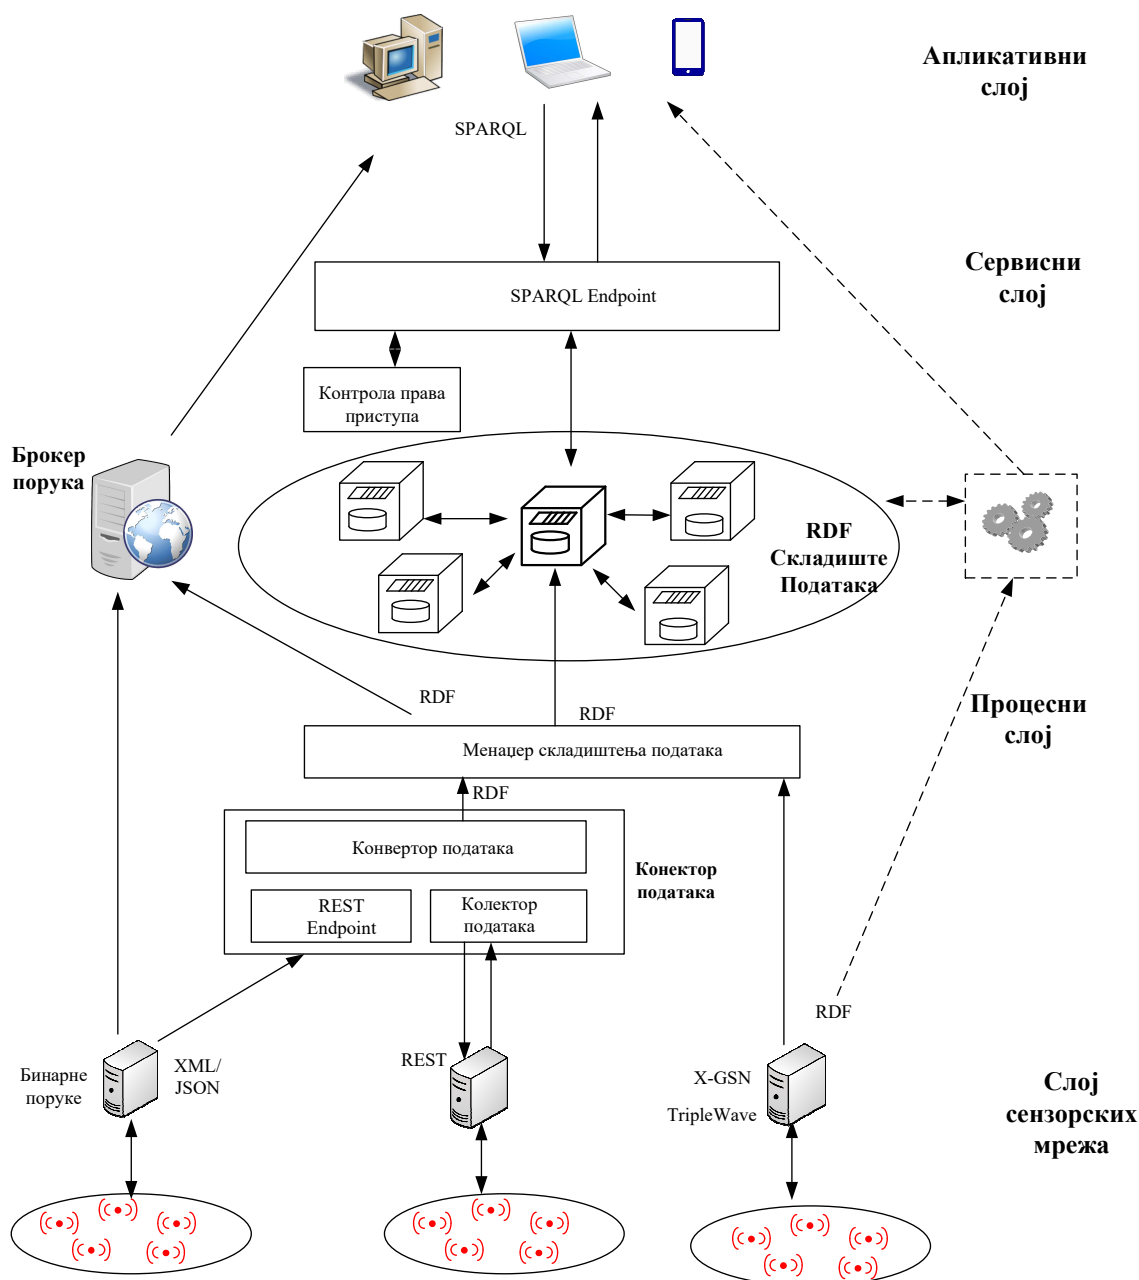 Апликативни
слој
SPARQL
Сервисни
слој
SPARQL Endpoint
Контрола права
приступа
Брокер
порука
RDF
Складиште
Података
RDF
RDF
Процесни
слој
Менаџер складиштења података
RDF
Конвертор података
Конектор
података
REST
Endpoint
Колектор
података
RDF
Бинарне
поруке
XML/
JSON
REST
X-GSN
TripleWave
Слој
сензорских
мрежа